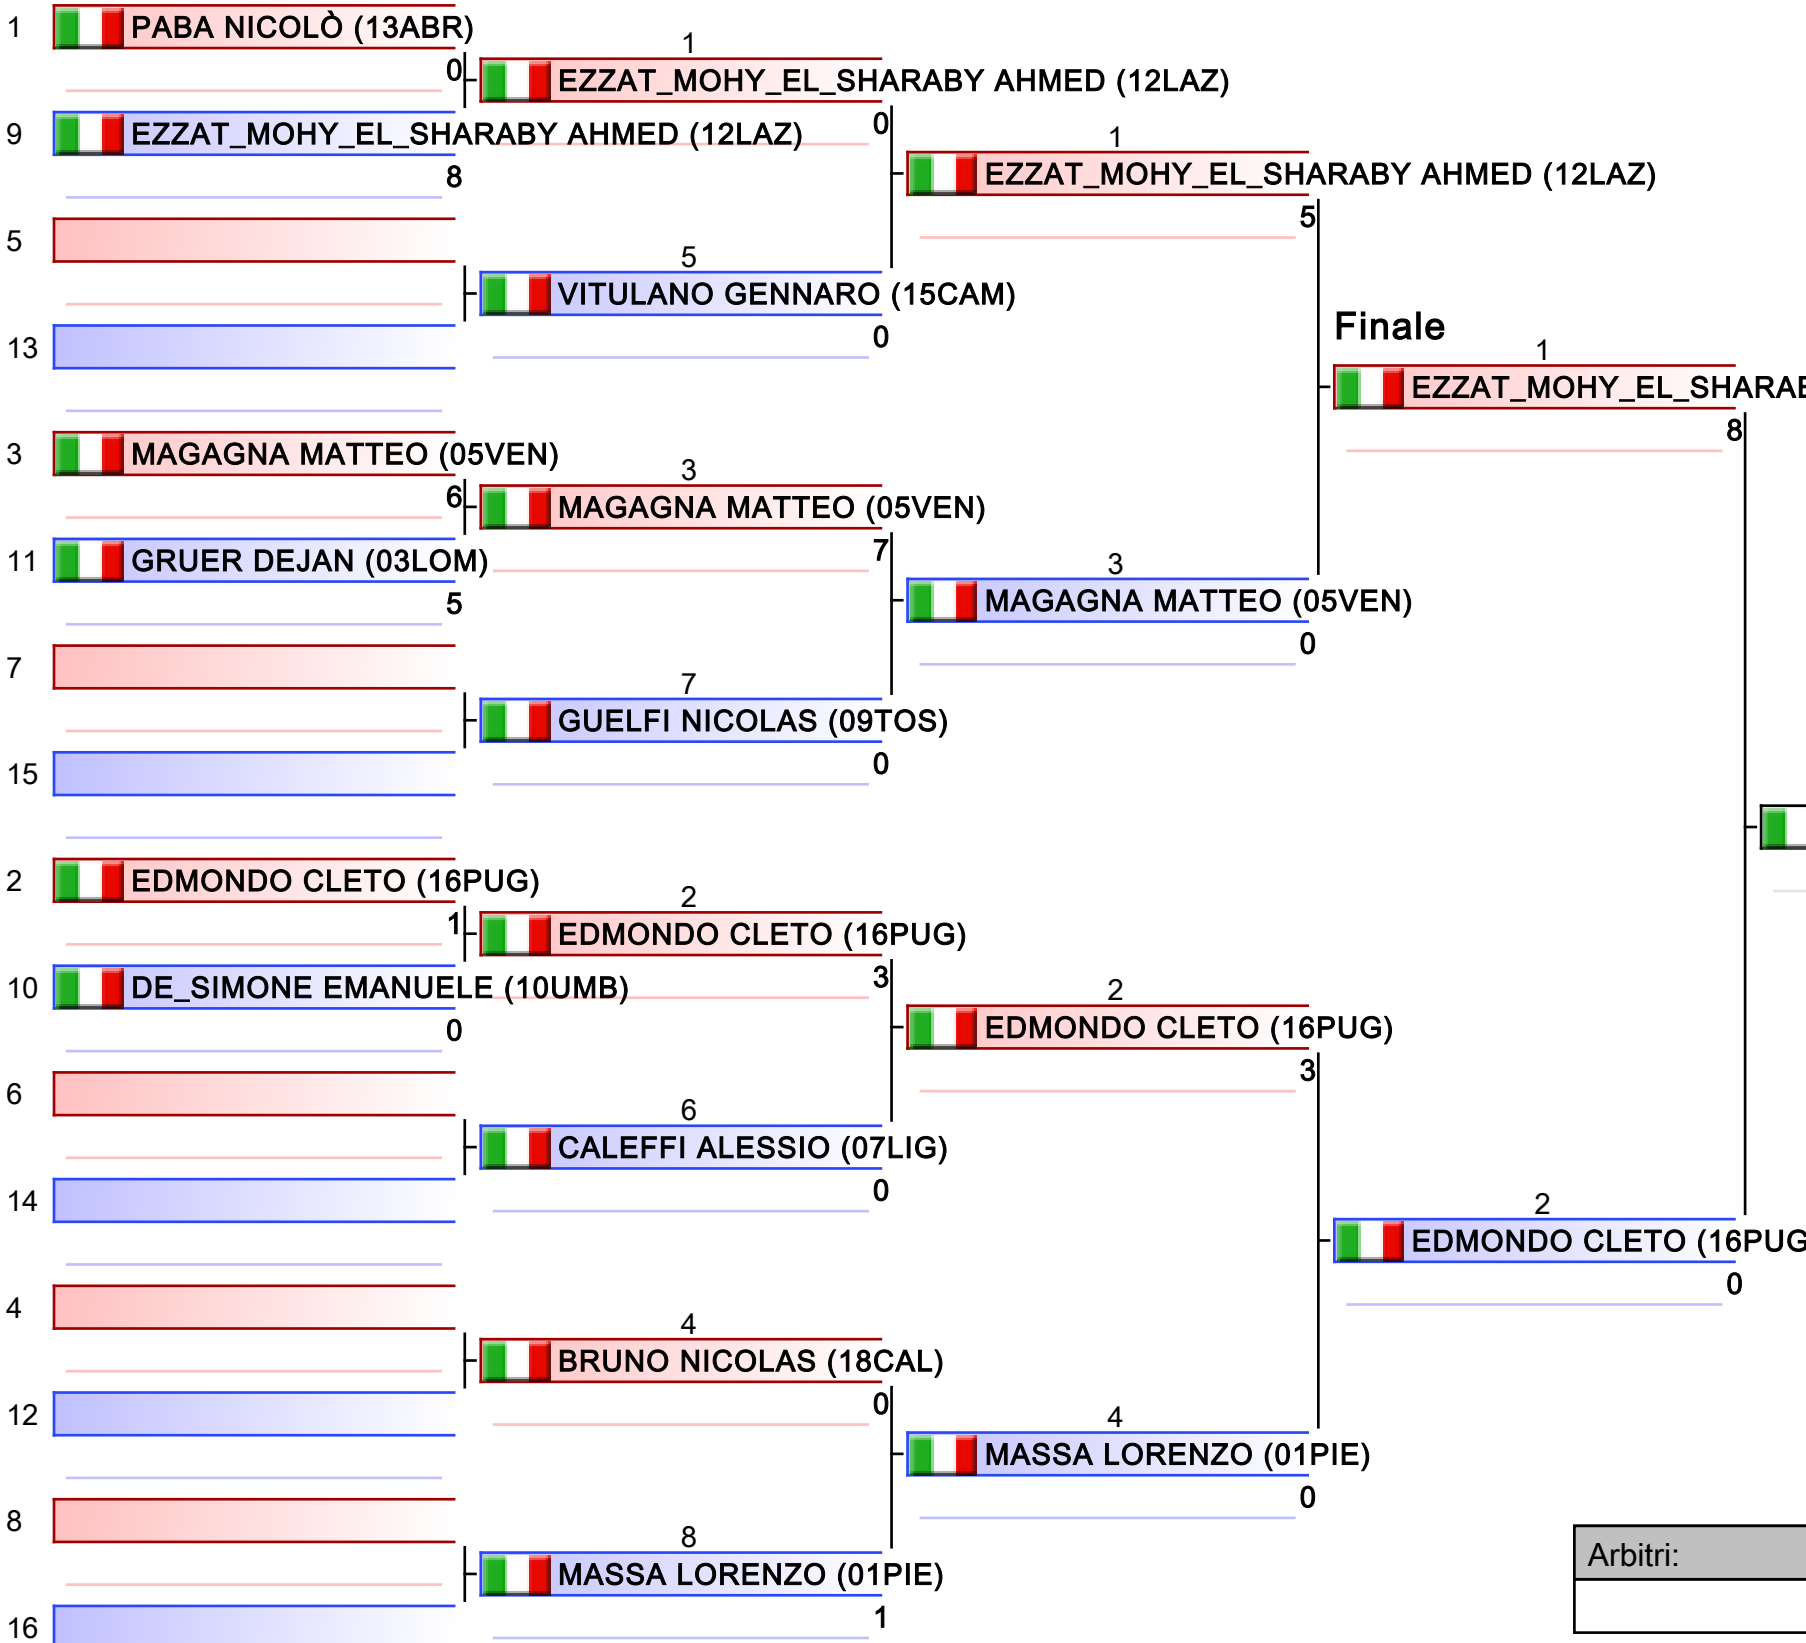 1 PABA NICOLÒ (13ABR)
0
9 EZZAT_MOHY_EL_SHARABY AHMED (12LAZ)
8
5
13
3 MAGAGNA MATTEO (05VEN)
6
11 GRUER DEJAN (03LOM)
5
7
15
2 EDMONDO CLETO (16PUG)
1
10 DE_SIMONE EMANUELE (10UMB)
0
6
14
4
12
8
16
1
EZZAT_MOHY_EL_SHARABY AHMED (12LAZ)
0
5
VITULANO GENNARO (15CAM)
0
3
MAGAGNA MATTEO (05VEN)
7
7
GUELFI NICOLAS (09TOS)
0
2
EDMONDO CLETO (16PUG)
3
6
CALEFFI ALESSIO (07LIG)
0
4
BRUNO NICOLAS (18CAL)
0
8
MASSA LORENZO (01PIE)
1
1
EZZAT_MOHY_EL_SHARABY AHMED (12LAZ)
5
3
MAGAGNA MATTEO (05VEN)
0
2
EDMONDO CLETO (16PUG)
3
4
MASSA LORENZO (01PIE)
0
Finale
1
EZZAT_MOHY_EL_SHARAB
8
2
EDMONDO CLETO (16PUG
0
Arbitri: